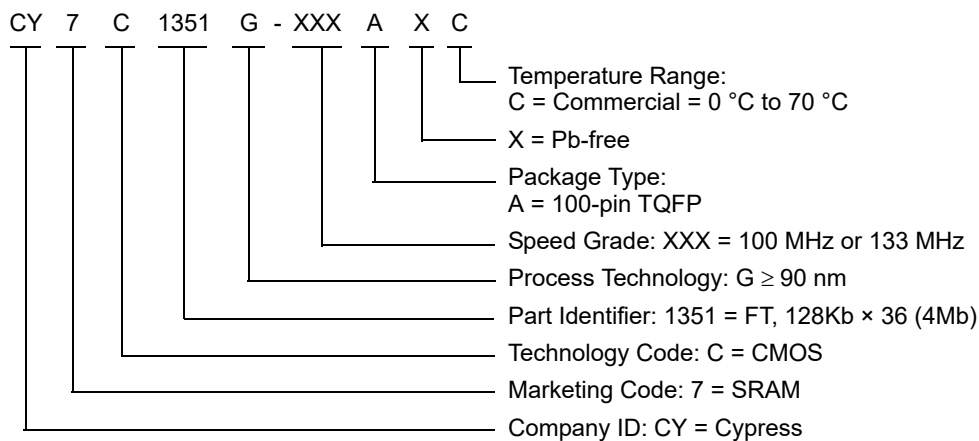 CY 7 C 1351 G - XXX A X C
Temperature Range:
C = Commercial = 0 °C to 70 °C
X = Pb-free
Package Type:
A = 100-pin TQFP
Speed Grade: XXX = 100 MHz or 133 MHz
Process Technology: G ≥ 90 nm
Part Identifier: 1351 = FT, 128Kb × 36 (4Mb)
Technology Code: C = CMOS
Marketing Code: 7 = SRAM
Company ID: CY = Cypress